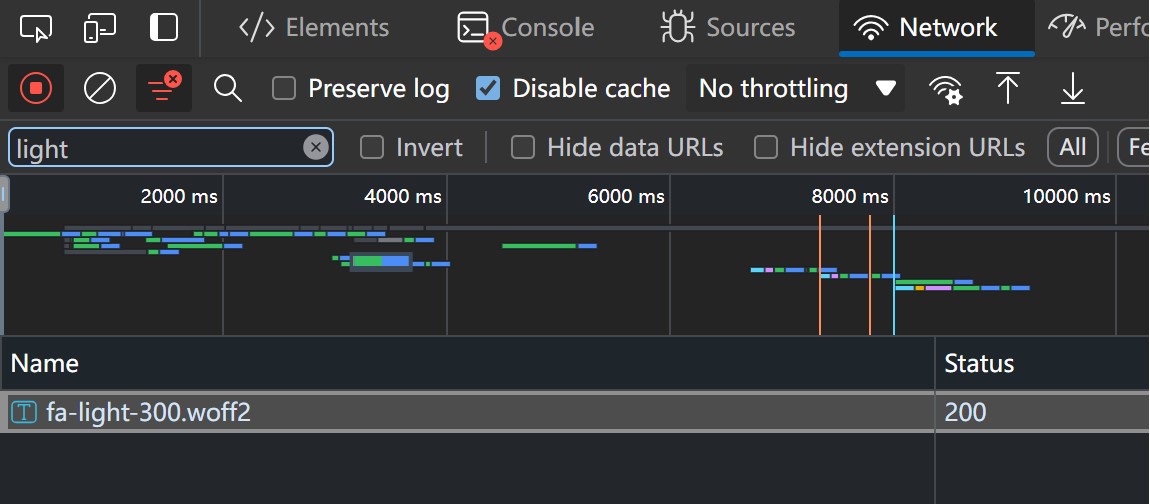 Elements Console Sources Network Perfo
Preserve log Disable cache No throttling
light Invert Hide data URLs Hide extension URLs All Fe
2000 ms 4000 ms 6000 ms 8000 ms 10000 ms
Name Status
T fa-light-300.woff2 200